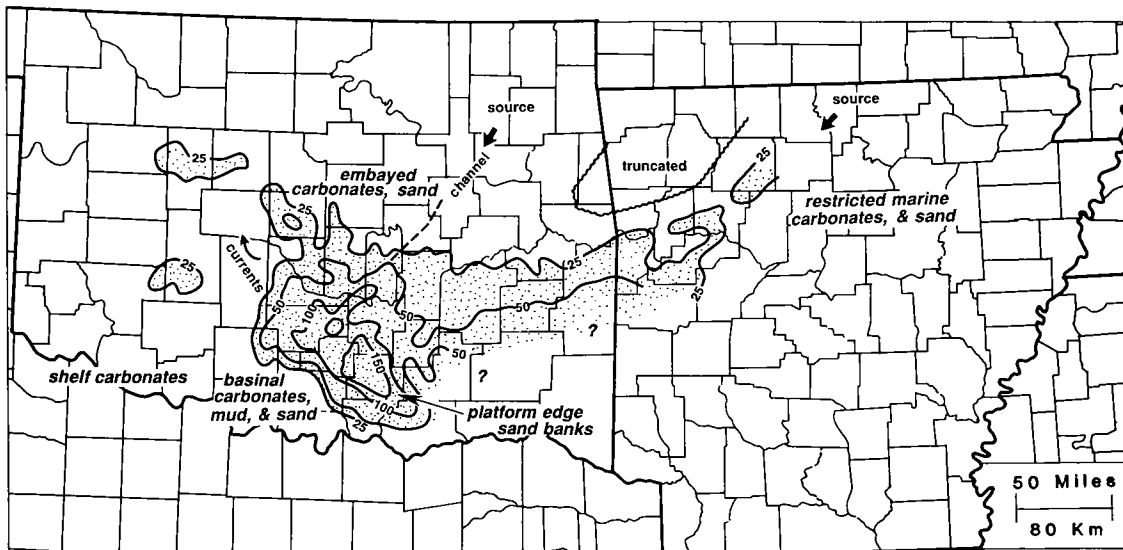 source
source
25
truncated
25
embayed
carbonates, sand
channel
restricted marine
carbonates, & sand
25
currents
25
25
25
50
100
50
50
?
150
50
?
shelf carbonates
basinal
carbonates,
mud, & sand
100
25
platform edge
sand banks
50 Miles
80 Km